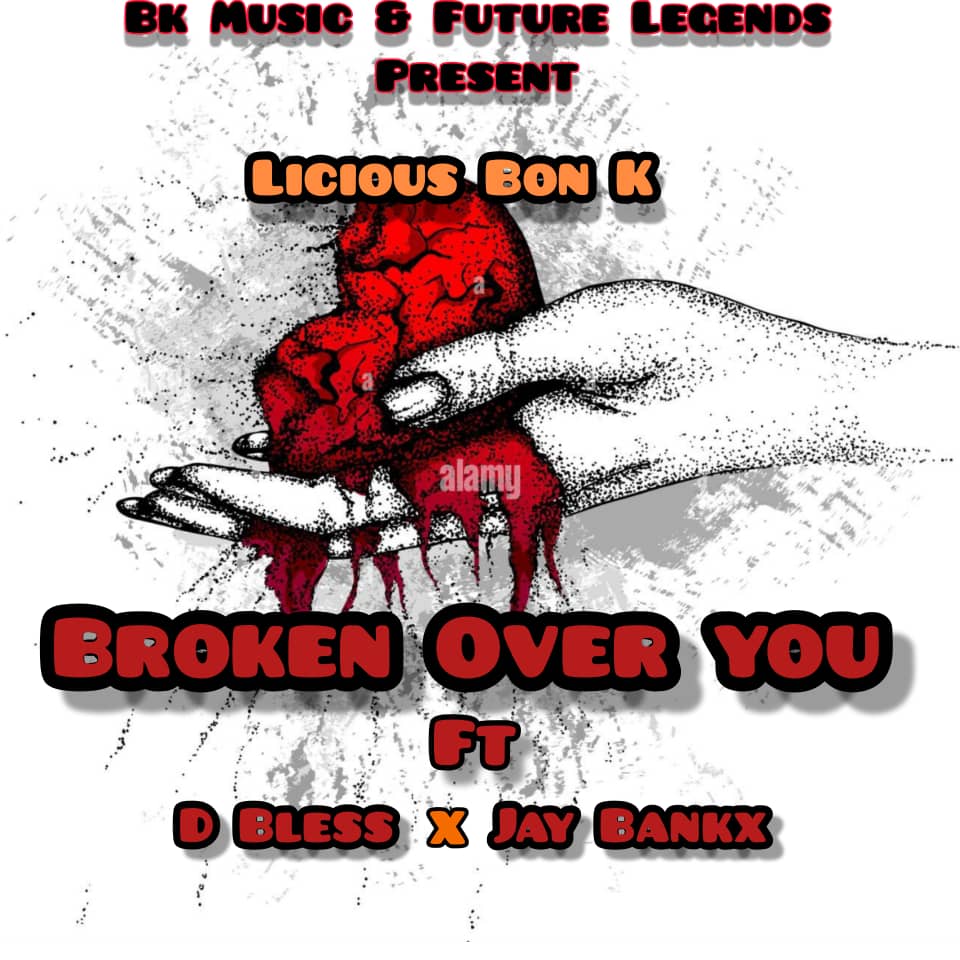 Bk Music & Future Legends
Present
Licious Bon K
a
a
a
alamy
Broken Over you
Ft
D Bless x Jay Bankx